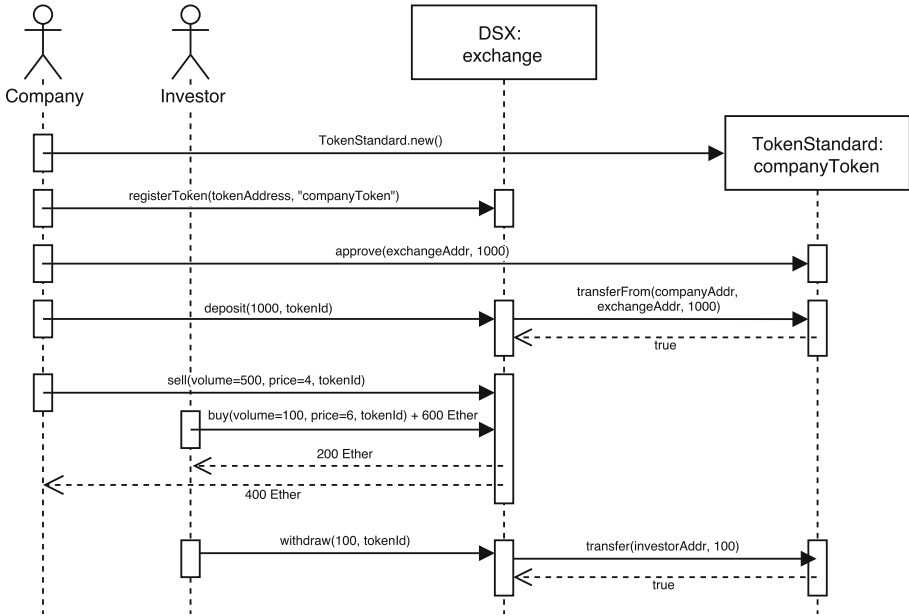 DSX:
exchange
Company
Investor
TokenStandard.new()
TokenStandard:
companyToken
registerToken(tokenAddress, "companyToken")
approve(exchangeAddr, 1000)
deposit(1000, tokenId)
transferFrom(companyAddr,
exchangeAddr, 1000)
true
sell(volume=500, price=4, tokenId)
buy(volume=100, price=6, tokenId) + 600 Ether
200 Ether
400 Ether
withdraw(100, tokenId)
transfer(investorAddr, 100)
true